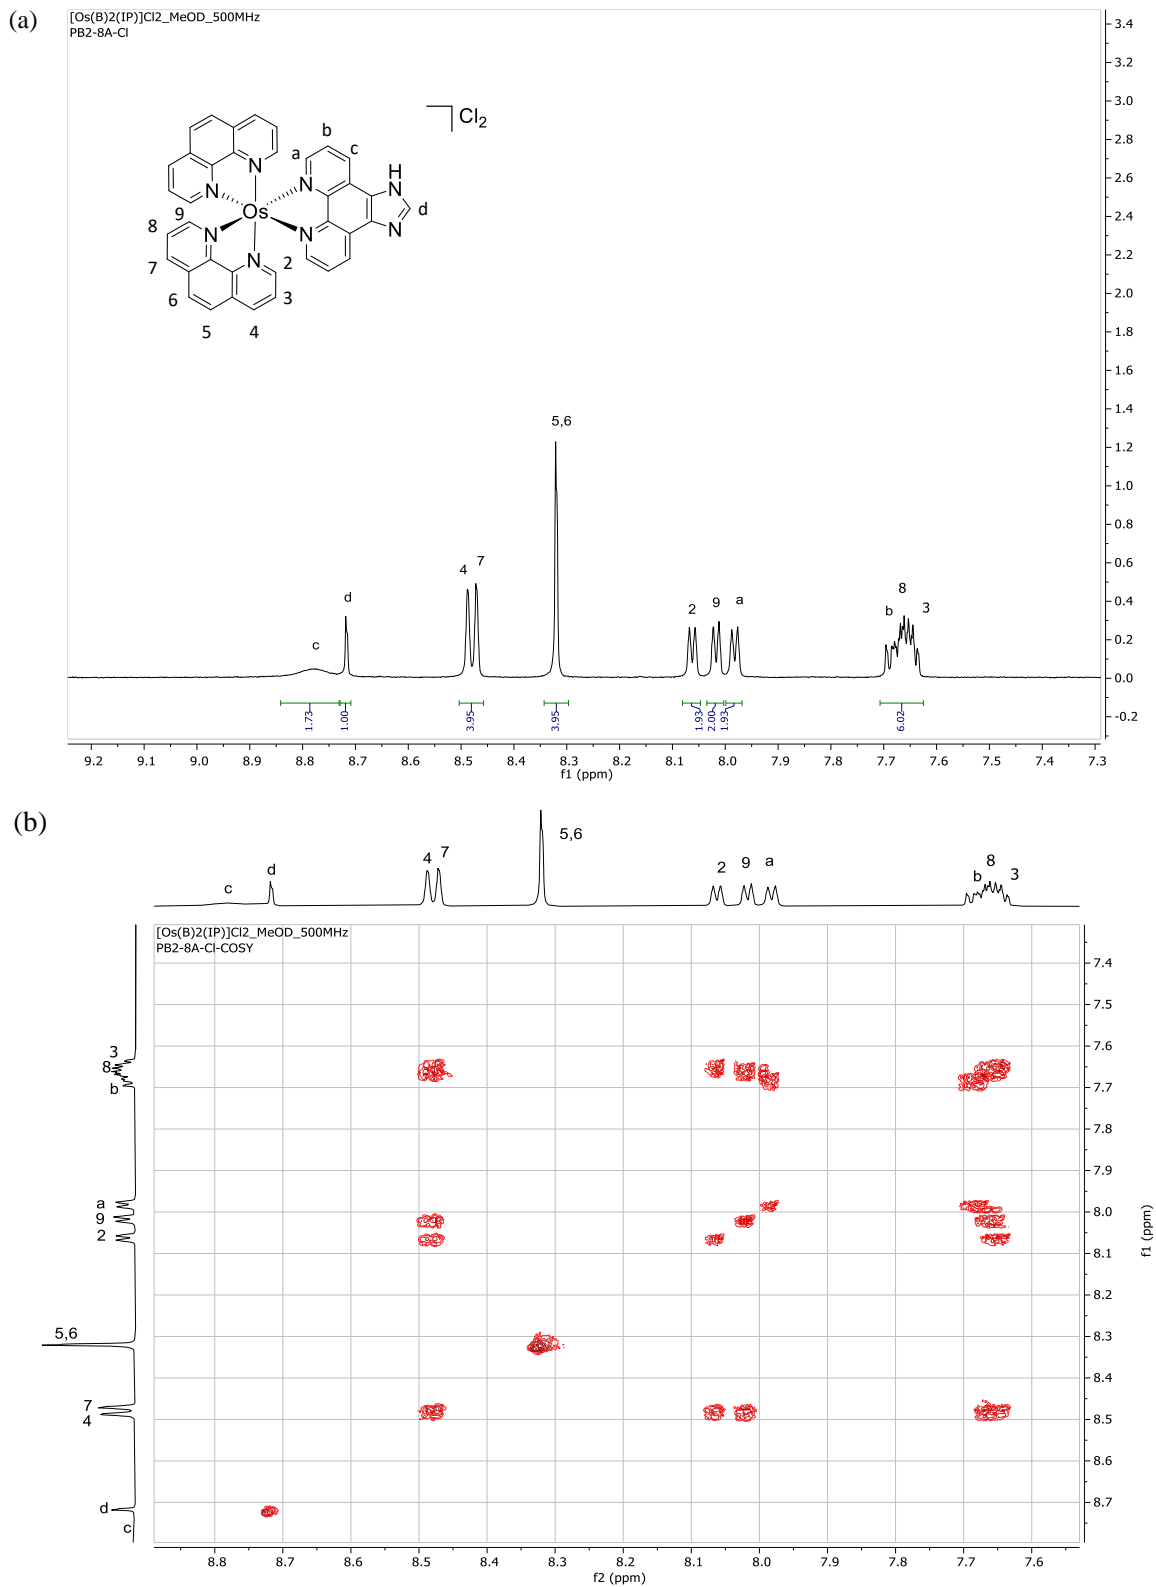 (a)
[Os(B)2(IP)]Cl2_MeOD_500MHz
PB2-8A-Cl
Cl2
b
a
c
H
N
N
N
N
d
Os
9
8
N
N
N
N
7
2
6
3
5
4
5,6
4
7
d
c
2
9
a
b
8
3
1.73
1.00
3.95
3.95
1.93
2.00
1.93
6.02
3.4
3.2
3.0
2.8
2.6
2.4
2.2
2.0
1.8
1.6
1.4
1.2
1.0
0.8
0.6
0.4
0.2
0.0
-0.2
9.2 9.1 9.0 8.9 8.8 8.7 8.6 8.5 8.4 8.3 8.2 8.1 8.0 7.9 7.8 7.7 7.6 7.5 7.4 7.3
f1 (ppm)
(b)
c
d
4
7
5,6
2
9
a
b
8
3
[Os(B)2(IP)]Cl2_MeOD_500MHz
PB2-8A-Cl-COSY
3
8
b
a
9
2
5,6
7
4
d
c
7.4
7.5
7.6
7.7
7.8
7.9
8.0
8.1
8.2
8.3
8.4
8.5
8.6
8.7
f1 (ppm)
8.8 8.7 8.6 8.5 8.4 8.3 8.2 8.1 8.0 7.9 7.8 7.7 7.6
f2 (ppm)